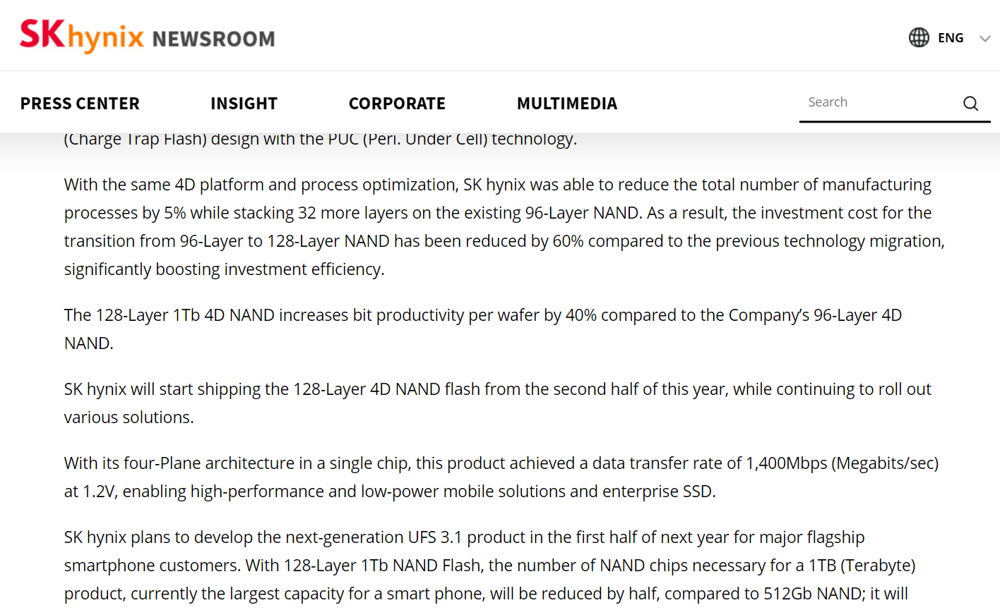 SK hynix NEWSROOM
ENG
PRESS CENTER INSIGHT CORPORATE MULTIMEDIA Search
(Charge Trap Flash) design with the PUC (Peri. Under Cell) technology.
With the same 4D platform and process optimization, SK hynix was able to reduce the total number of manufacturing
processes by 5% while stacking 32 more layers on the existing 96-Layer NAND. As a result, the investment cost for the
transition from 96-Layer to 128-Layer NAND has been reduced by 60% compared to the previous technology migration,
significantly boosting investment efficiency.
The 128-Layer 1Tb 4D NAND increases bit productivity per wafer by 40% compared to the Company’s 96-Layer 4D
NAND.
SK hynix will start shipping the 128-Layer 4D NAND flash from the second half of this year, while continuing to roll out
various solutions.
With its four-Plane architecture in a single chip, this product achieved a data transfer rate of 1,400Mbps (Megabits/sec)
at 1.2V, enabling high-performance and low-power mobile solutions and enterprise SSD.
SK hynix plans to develop the next-generation UFS 3.1 product in the first half of next year for major flagship
smartphone customers. With 128-Layer 1Tb NAND Flash, the number of NAND chips necessary for a 1TB (Terabyte)
product, currently the largest capacity for a smart phone, will be reduced by half, compared to 512Gb NAND; it will